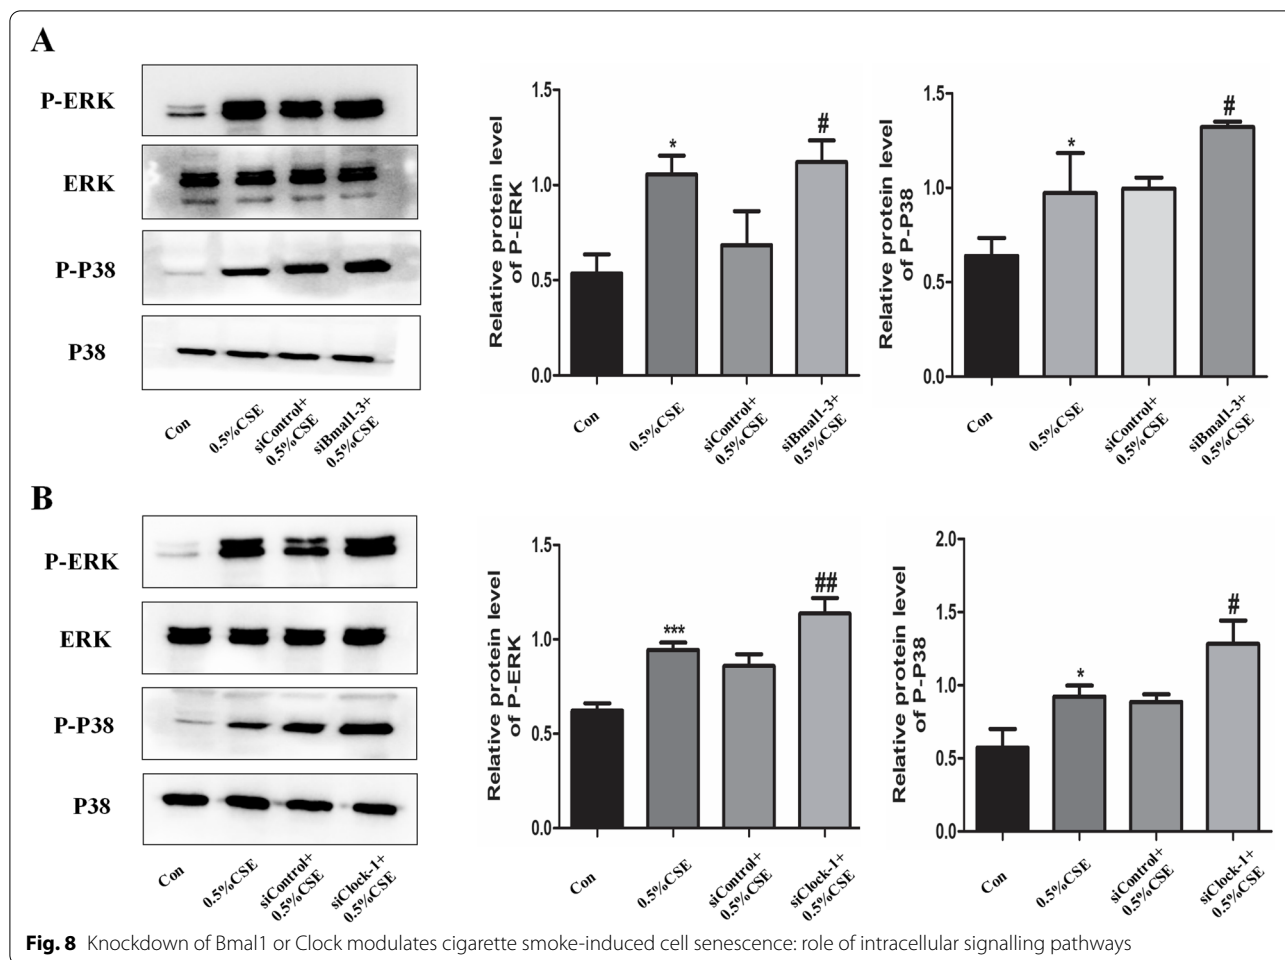 A
P-ERK
ERK
P-P38
P38
Con
0.5%CSE
siControl+
0.5%CSE
siBmal1-3+
0.5%CSE
Relative protein level
of P-ERK
1.5
1.0
0.5
0.0
*
#
Con
0.5%CSE
siControl+
0.5%CSE
siBmal1-3+
0.5%CSE
Relative protein level
of P-P38
1.5
1.0
0.5
0.0
*
#
Con
0.5%CSE
siControl+
0.5%CSE
siBmal1-3+
0.5%CSE
B
P-ERK
ERK
P-P38
P38
Con
0.5%CSE
siControl+
0.5%CSE
siClock-1+
0.5%CSE
Relative protein level
of P-ERK
1.5
1.0
0.5
0.0
***
##
Con
0.5%CSE
siControl+
0.5%CSE
siClock-1+
0.5%CSE
Relative protein level
of P-P38
2.0
1.5
1.0
0.5
0.0
*
#
Con
0.5%CSE
siControl+
0.5%CSE
siClock-1+
0.5%CSE
Fig. 8 Knockdown of Bmal1 or Clock modulates cigarette smoke-induced cell senescence: role of intracellular signalling pathways